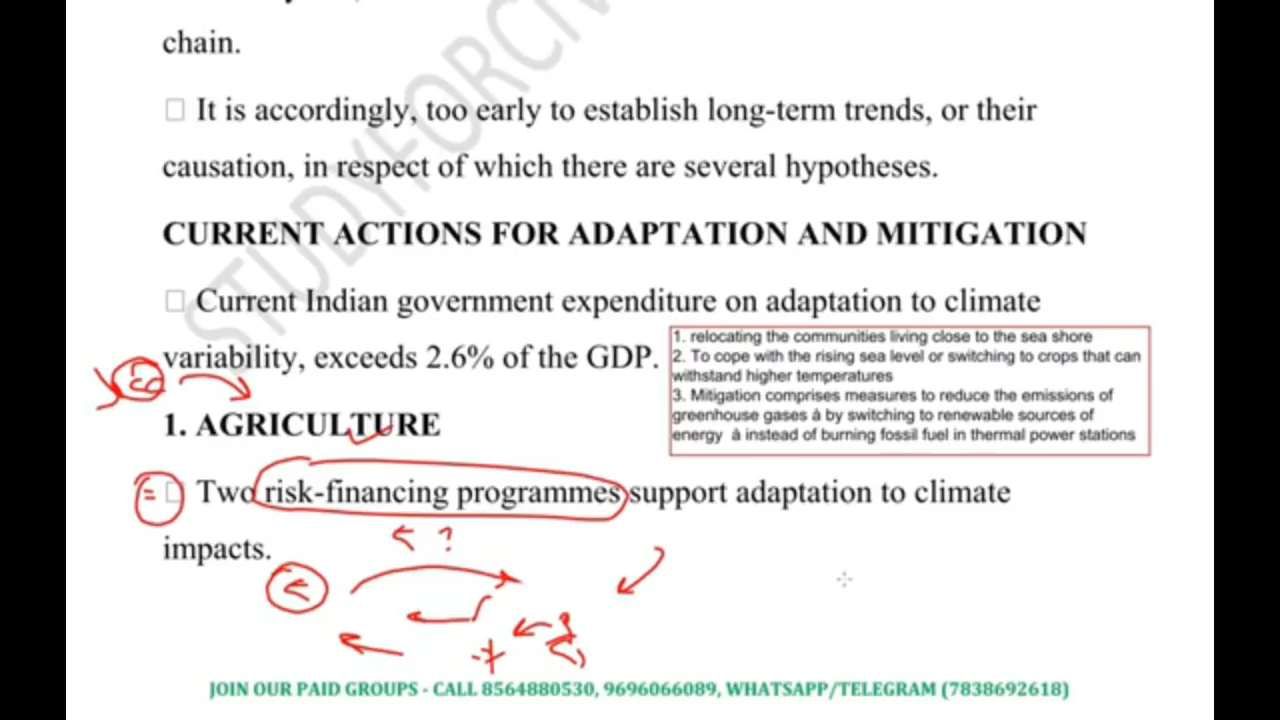 chain.
It is accordingly, too early to establish long-term trends, or their
causation, in respect of which there are several hypotheses.
CURRENT ACTIONS FOR ADAPTATION AND MITIGATION
Current Indian government expenditure on adaptation to climate
variability, exceeds 2.6% of the GDP.
1. relocating the communities living close to the sea shore
2. To cope with the rising sea level or switching to crops that can
withstand higher temperatures
3. Mitigation comprises measures to reduce the emissions of
greenhouse gases á by switching to renewable sources of
energy á instead of burning fossil fuel in thermal power stations
1. AGRICULTURE
Two risk-financing programmes support adaptation to climate
impacts.
STUDYFORCIV
JOIN OUR PAID GROUPS - CALL 8564880530, 9696066089, WHATSAPP/TELEGRAM (7838692618)